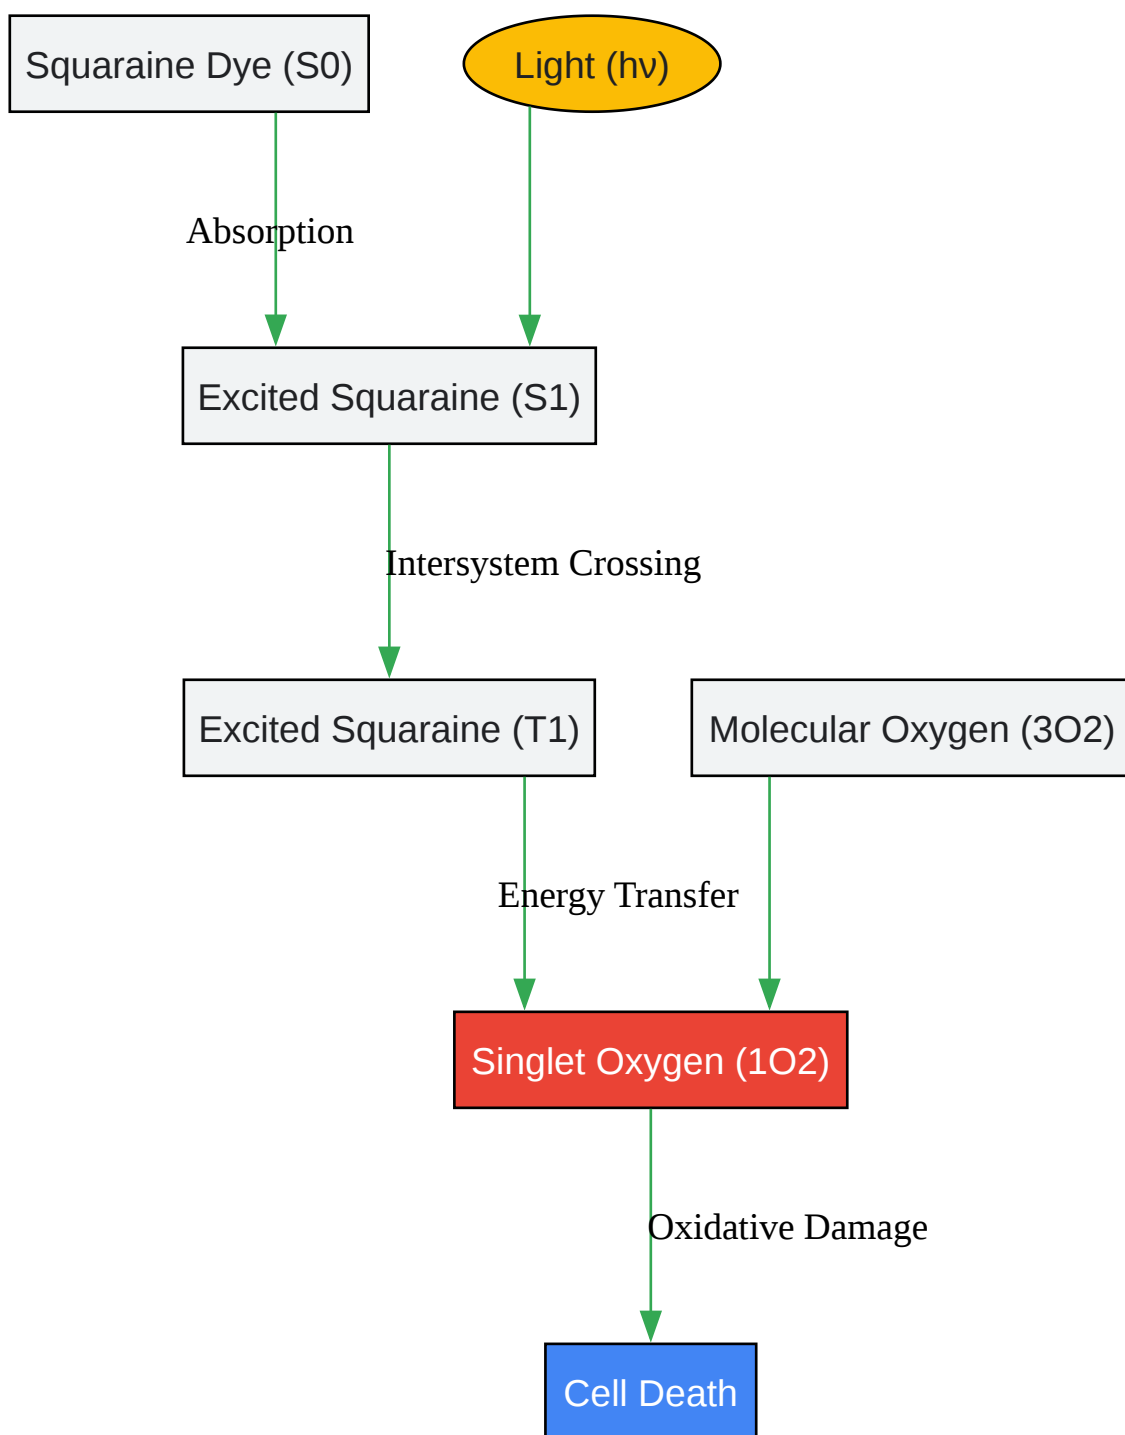 Squaraine Dye (S0)
Light (hν)
Absorption
Excited Squaraine (S1)
Intersystem Crossing
Excited Squaraine (T1)
Molecular Oxygen (3O2)
Energy Transfer
Singlet Oxygen (1O2)
Oxidative Damage
Cell Death